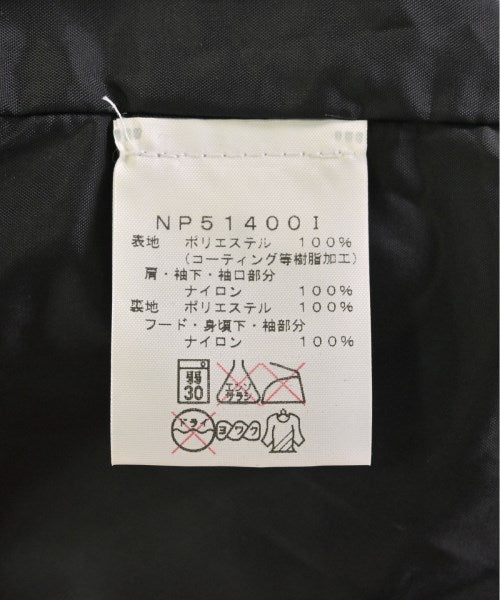 NP51400I
表地 ポリエステル 100%
(コーティング等樹脂加工)
肩・袖下・袖口部分
ナイロン 100%
裏地 ポリエステル 100%
フード・身頃下・袖部分
ナイロン 100%
弱 30 エンソ サラシ
ドライ ヨワク